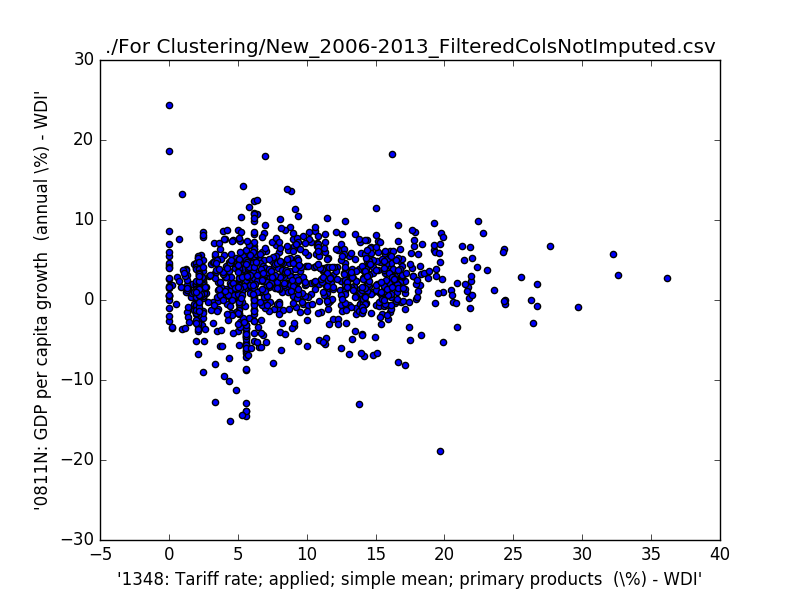 ./For Clustering/New_2006-2013_FilteredColsNotImputed.csv
30
20
10
0
−10
−20
−30
'0811N: GDP per capita growth  (annual \%) - WDI'
−5 0 5 10 15 20 25 30 35 40
'1348: Tariff rate; applied; simple mean; primary products  (\%) - WDI'